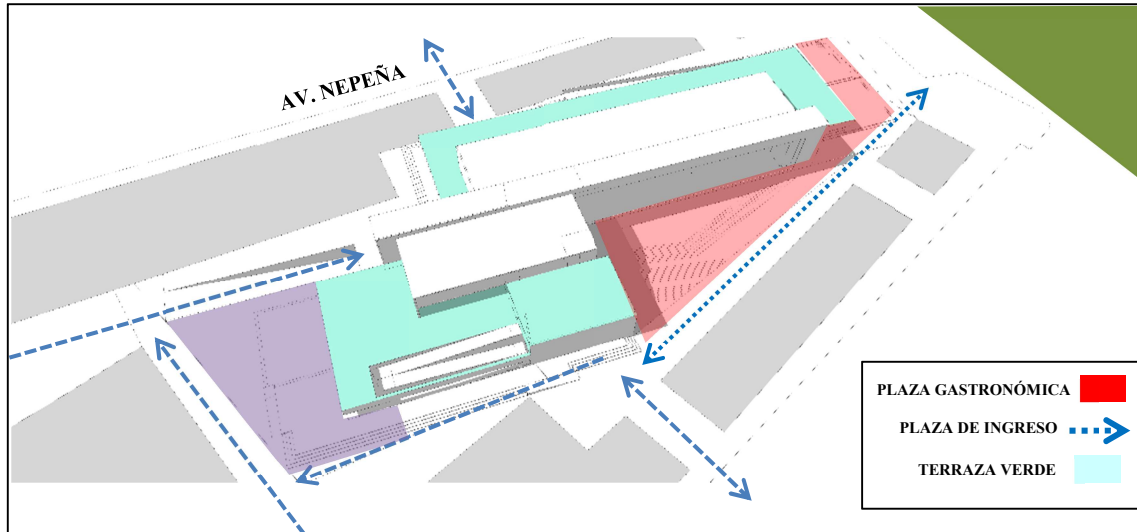 AV. NEPEÑA
PLAZA GASTRONÓMICA
PLAZA DE INGRESO
TERRAZA VERDE